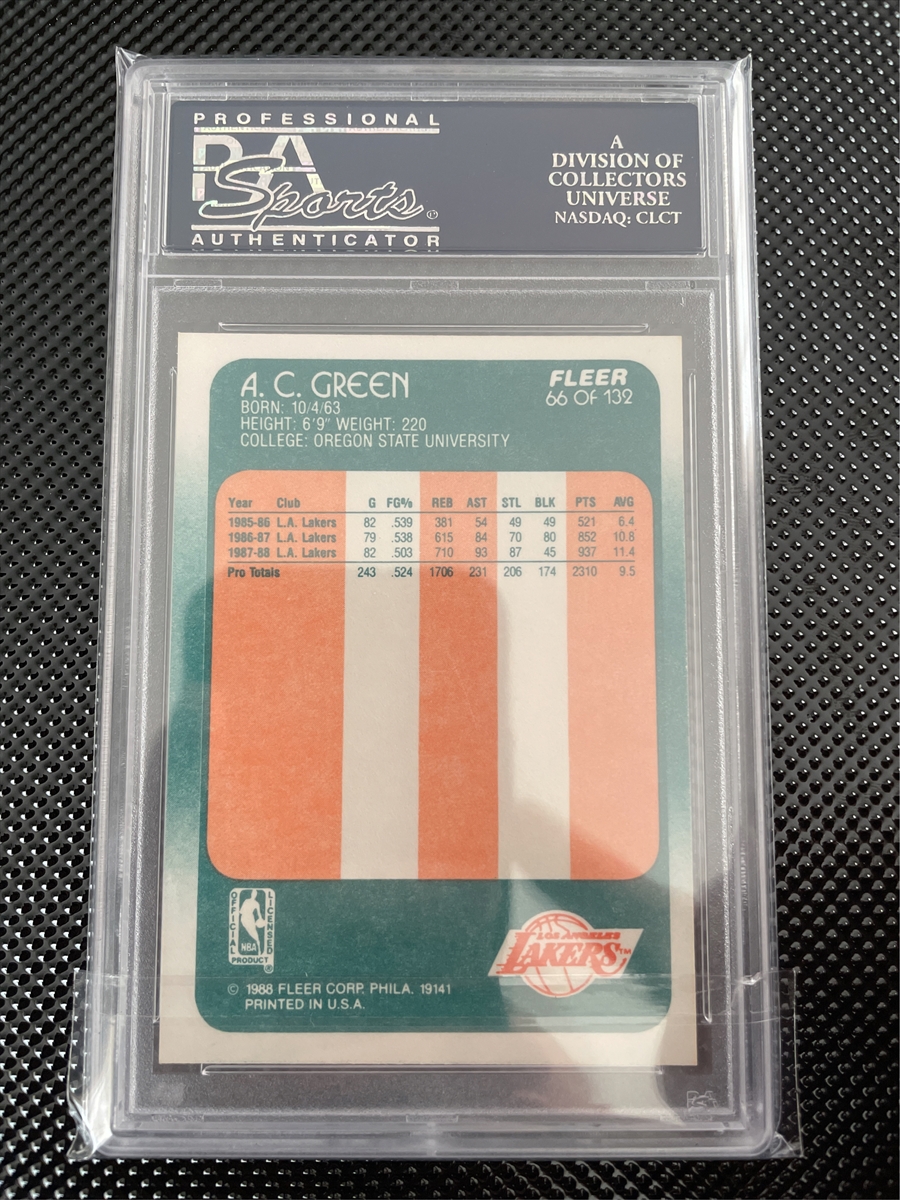 PROFESSIONAL
PSA
Sports
AUTHENTICATOR
A
DIVISION OF
COLLECTORS
UNIVERSE
NASDAQ: CLCT
A. C. GREEN
BORN: 10/4/63
HEIGHT: 6'9" WEIGHT: 220
COLLEGE: OREGON STATE UNIVERSITY
FLEER
66 OF 132
Year Club G FG% REB AST STL BLK PTS AVG
1985-86 L.A. Lakers 82 .539 381 54 49 49 521 6.4
1986-87 L.A. Lakers 79 .538 615 84 70 80 852 10.8
1987-88 L.A. Lakers 82 .503 710 93 87 45 937 11.4
Pro Totals 243 .524 1706 231 206 174 2310 9.5
OFFICIAL
LICENSED
NBA
PRODUCT
®
LOS ANGELES
LAKERS™
© 1988 FLEER CORP. PHILA. 19141
PRINTED IN U.S.A.